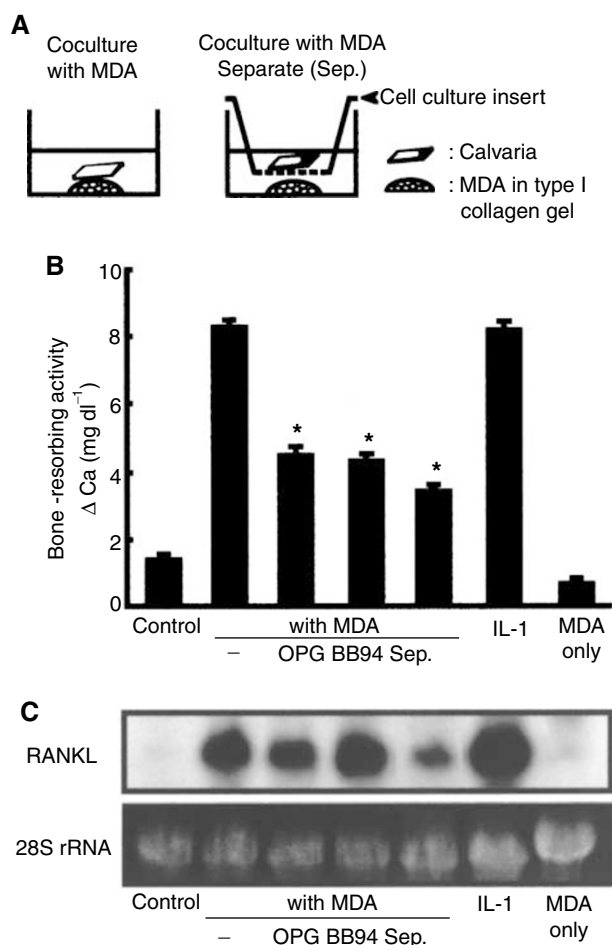 A
Coculture
with MDA
Coculture with MDA
Separate (Sep.)
Cell culture insert
: Calvaria
: MDA in type I
collagen gel
B
Bone -resorbing activity
Δ Ca (mg dl⁻¹)
10
8
6
4
2
0
*
*
*
Control
with MDA
IL-1
MDA
only
– OPG BB94 Sep.
C
RANKL
28S rRNA
Control
with MDA
IL-1
MDA
only
– OPG BB94 Sep.